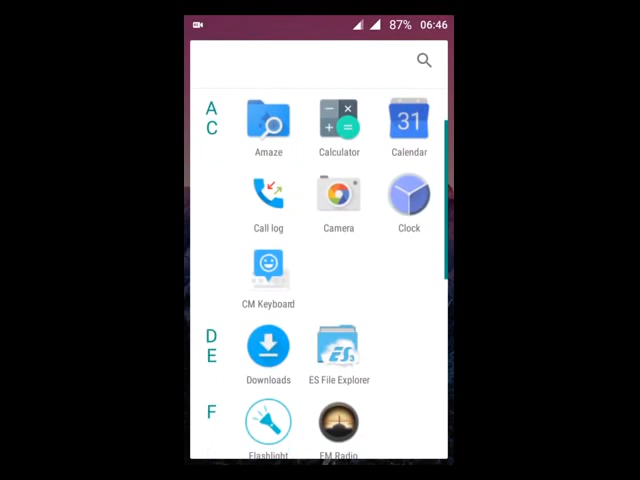 87% 06:46
A
C
31
Amaze Calculator Calendar
Call log Camera Clock
CM Keyboard
D
E
ES3
Downloads ES File Explorer
F
Flashlight FM Radio